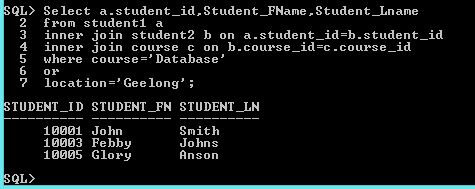 SQL> Select a.student_id,Student_FName,Student_Lname
2 from student1 a
3 inner join student2 b on a.student_id=b.student_id
4 inner join course c on b.course_id=c.course_id
5 where course='Database'
6 or
7 location='Geelong';
STUDENT_ID STUDENT_FN STUDENT_LN
---------- ---------- ----------
10001 John Smith
10003 Febby Johns
10005 Glory Anson
SQL>